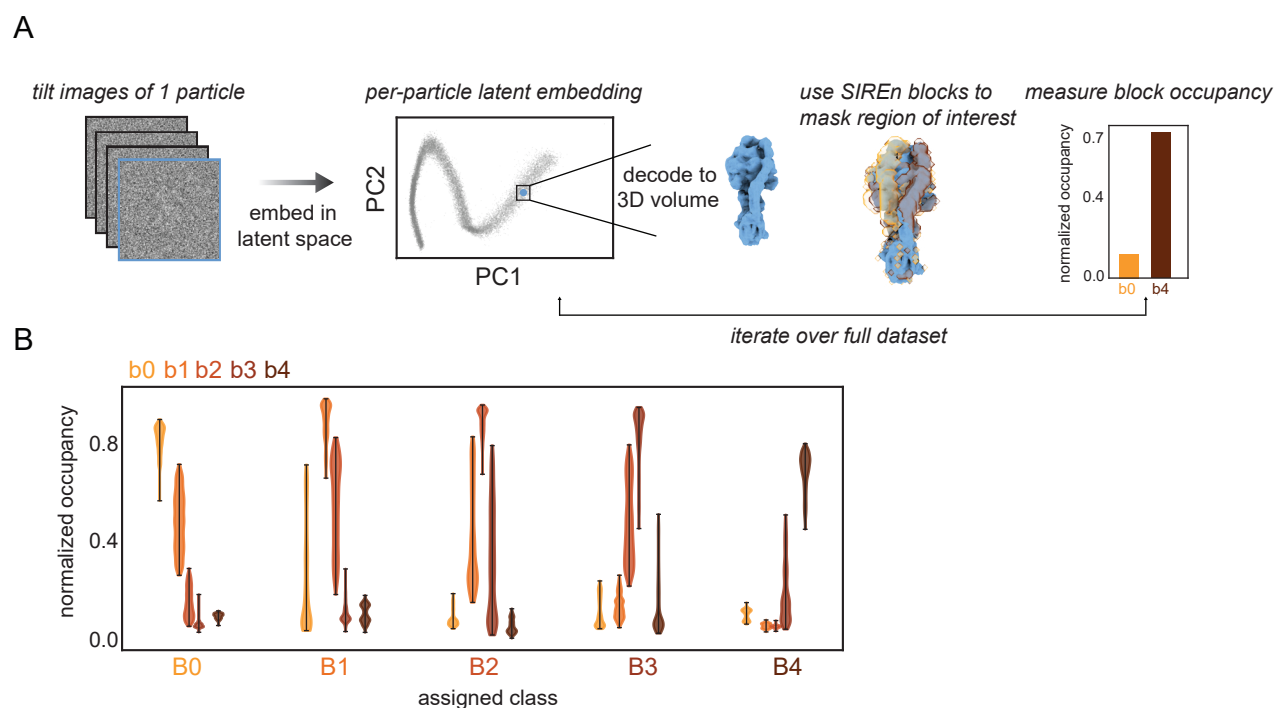 A
tilt images of 1 particle
per-particle latent embedding
use SIREn blocks to
mask region of interest
measure block occupancy
embed in
latent space
PC2
PC1
decode to
3D volume
normalized occupancy
0.7
0.4
0.0
b0 b4
iterate over full dataset
B
b0 b1 b2 b3 b4
normalized occupancy
0.8
0.4
0.0
B0 B1 B2 B3 B4
assigned class